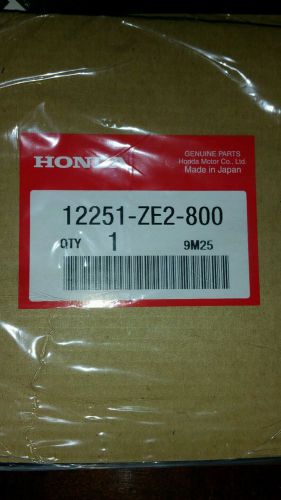 HONDA
GENUINE PARTS
Honda Motor Co., Ltd.
Made in Japan
12251-ZE2-800
QTY 1 9M25